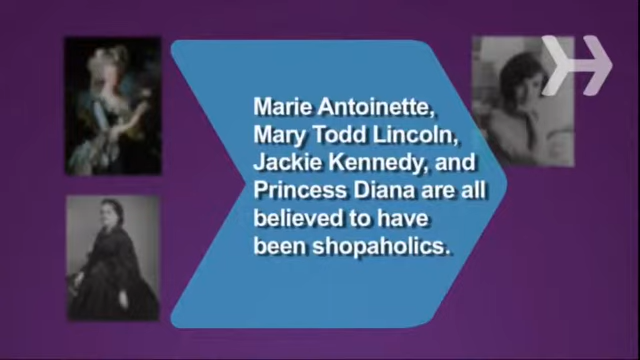 Marie Antoinette,
Mary Todd Lincoln,
Jackie Kennedy, and
Princess Diana are all
believed to have
been shopaholics.